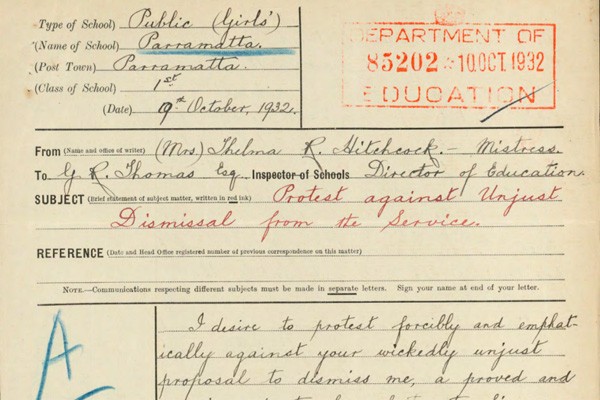 (Type of School) Public (Girls')
(Name of School) Parramatta.
(Post Town) Parramatta.
(Class of School) 1st
(Date) 9th October, 1932.
DEPARTMENT OF
85202 10.OCT.1932
EDUCATION
From (Name and office of writer) (Mrs) Thelma R. Hitchcock. — Mistress.
To G. R. Thomas Esq. Inspector of Schools Director of Education.
SUBJECT (Brief statement of subject matter, written in red ink) Protest against Unjust
Dismissal from the Service.
REFERENCE (Date and Head Office registered number of previous correspondence on this matter)
NOTE.—Communications respecting different subjects must be made in separate letters. Sign your name at end of your letter.
A
I desire to protest forcibly and emphat-
ically against your wickedly unjust
proposal to dismiss me, a proved and